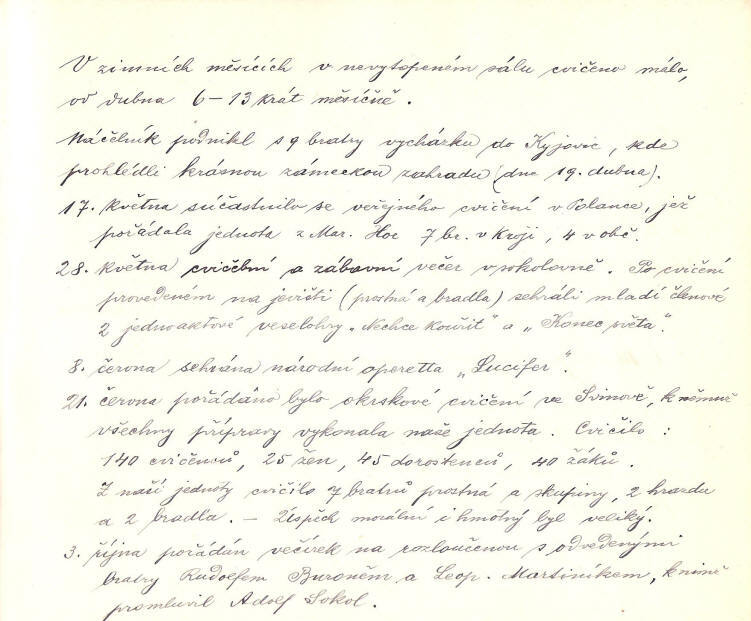 V zimních měsících v nevytopeném sálu cvičeno málo,
od dubna 6–13 krát měsíčně.
Náčelník podnikl s 9 bratry vycházku do Kyjovic, kde
prohlédli krásnou zámeckou zahradu (dne 19. dubna).
17. května súčastnilo se veřejného cvičení v Polance, jež
pořádala jednota z Mar. Hor 7 br. v kroji, 4 v obč.
28. května cvičební a zábavní večer v sokolovně. Po cvičení
provedeném na jevišti (prostná a bradla) sehráli mladí členové
2 jednoaktové veselohry „Nechce kouřit“ a „Konec světa“.
8. června sehrána národní operetta „Lucifer“.
21. června pořádáno bylo okrskové cvičení ve Svinově, k němuž
všechny přípravy vykonala naše jednota. Cvičilo :
140 cvičenců, 25 žen, 45 dorostenců, 40 žáků.
Z naší jednoty cvičilo 7 bratrů prostná a skupiny, 2 hrazdu
a 2 bradla. – Úspěch morální i hmotný byl veliký.
3. října pořádán večírek na rozloučenou s odvedenými
bratry Rudolfem Buroněm a Leop. Martiníkem, k nimž
promluvil Adolf Sokol.